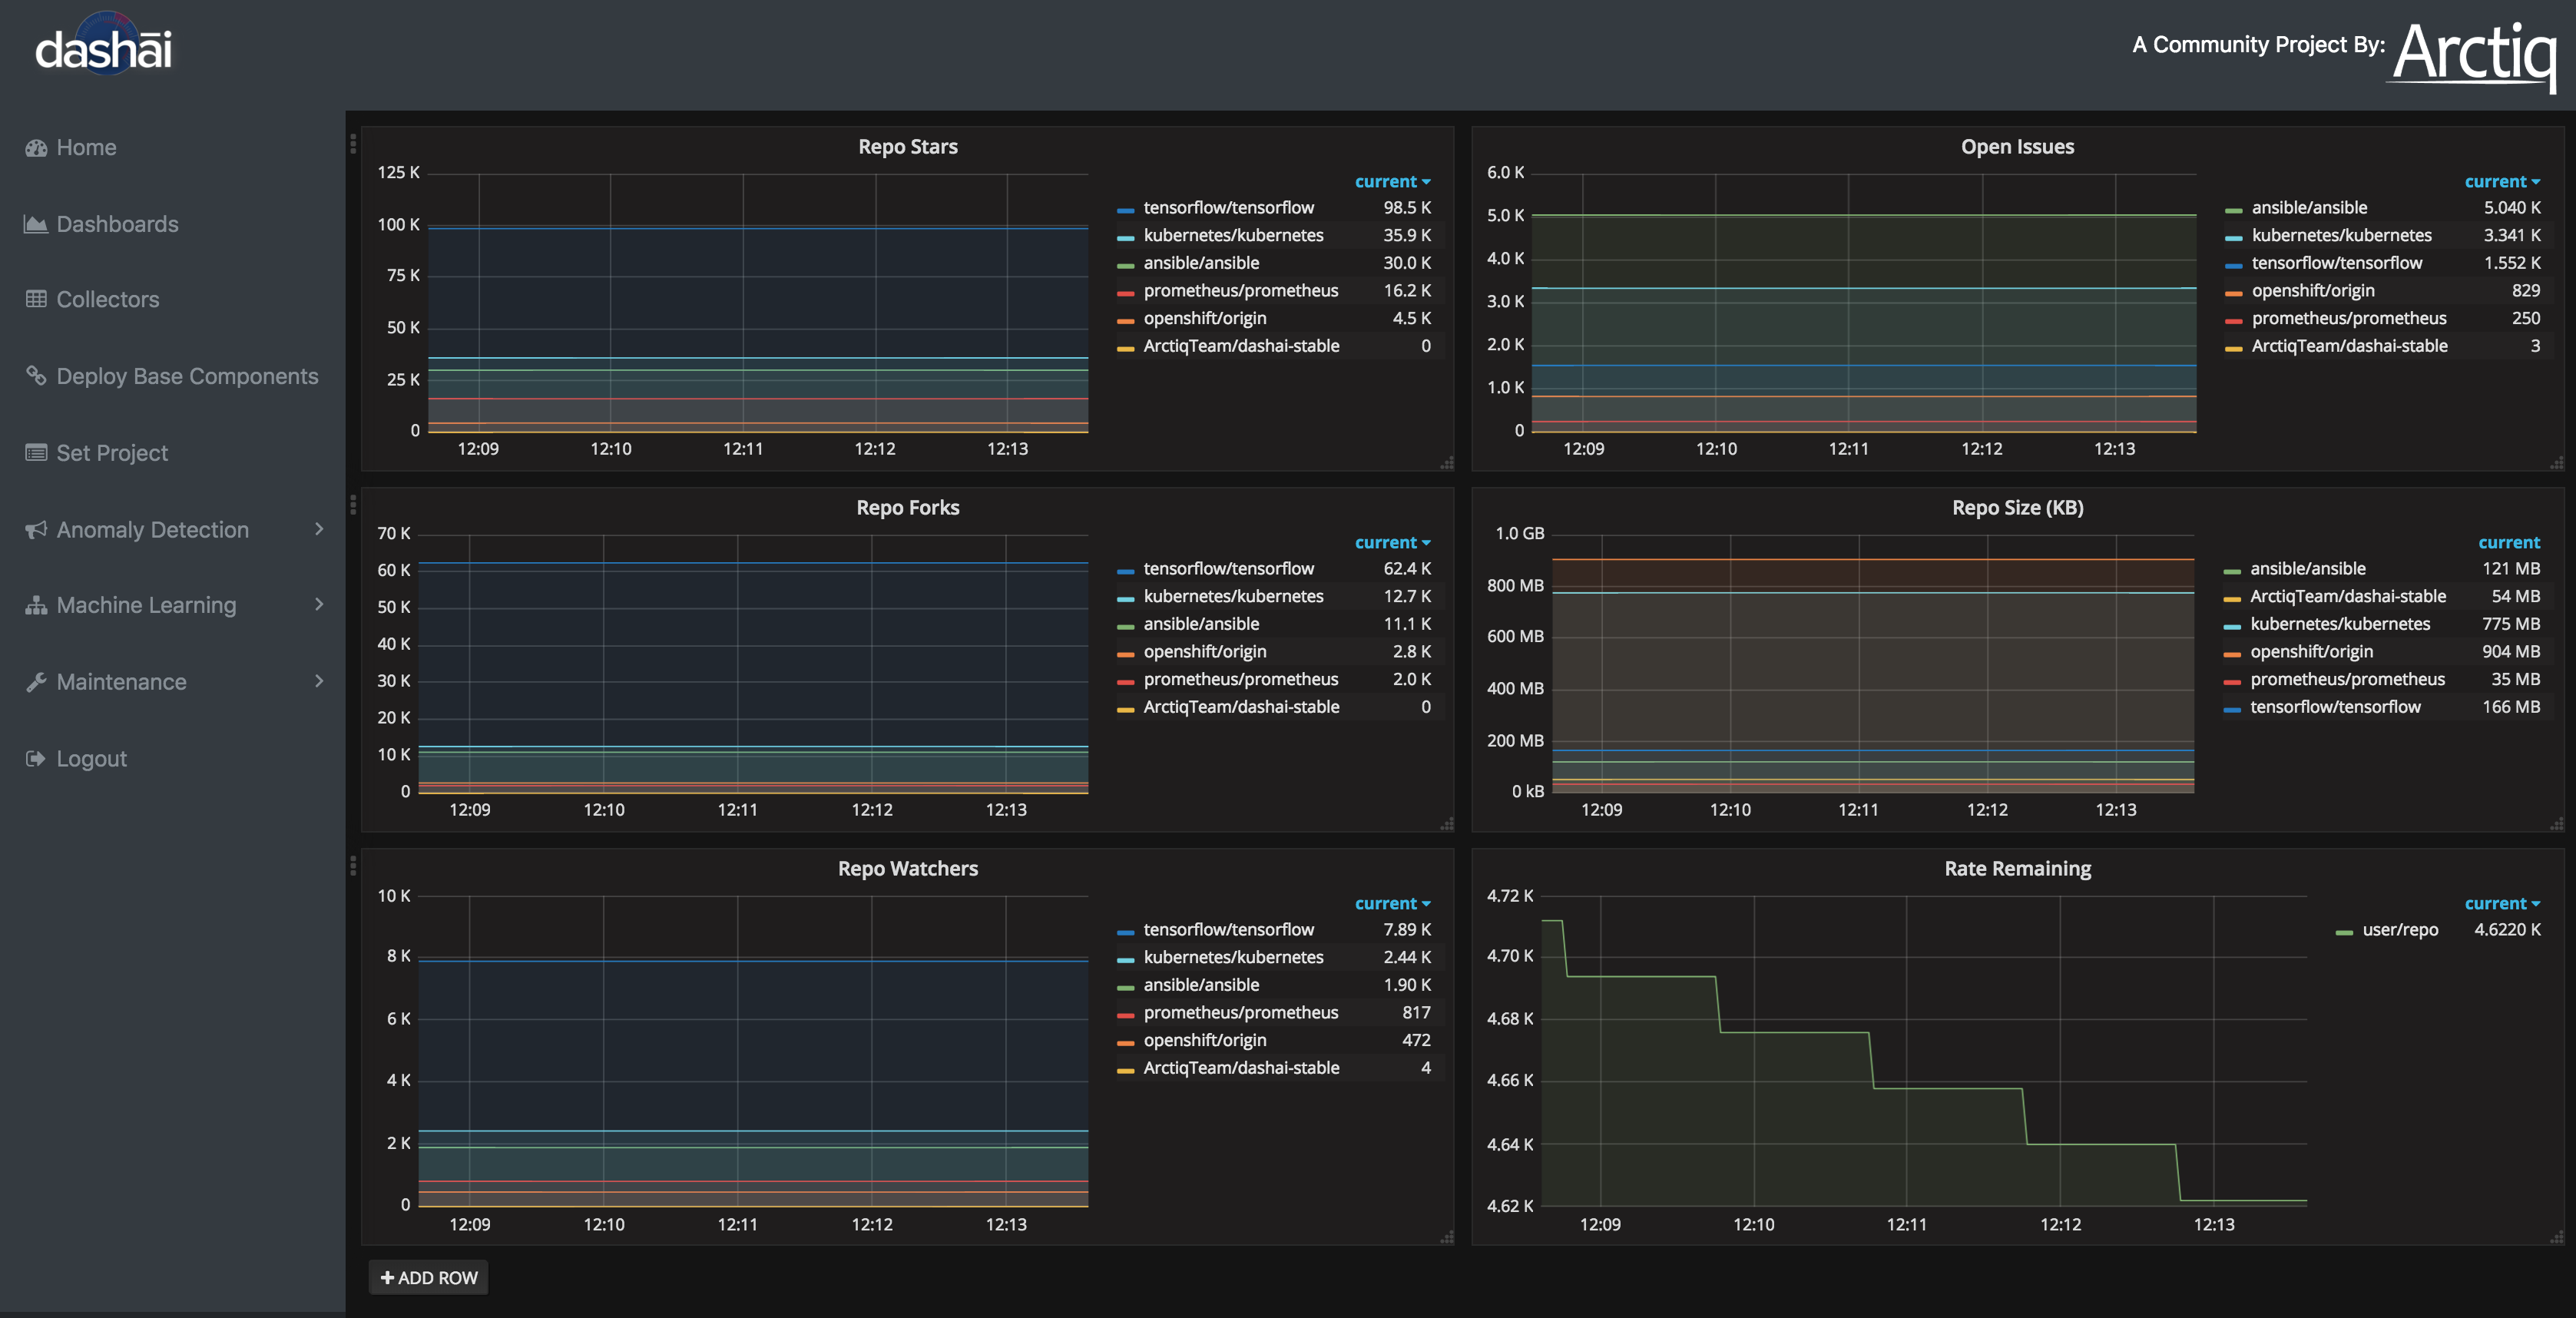 dashāi
A Community Project By: Arctiq
Home
Dashboards
Collectors
Deploy Base Components
Set Project
Anomaly Detection
Machine Learning
Maintenance
Logout
Repo Stars
125 K
100 K
75 K
50 K
25 K
0
12:09 12:10 12:11 12:12 12:13
current
tensorflow/tensorflow 98.5 K
kubernetes/kubernetes 35.9 K
ansible/ansible 30.0 K
prometheus/prometheus 16.2 K
openshift/origin 4.5 K
ArctiqTeam/dashai-stable 0
Open Issues
6.0 K
5.0 K
4.0 K
3.0 K
2.0 K
1.0 K
0
12:09 12:10 12:11 12:12 12:13
current
ansible/ansible 5.040 K
kubernetes/kubernetes 3.341 K
tensorflow/tensorflow 1.552 K
openshift/origin 829
prometheus/prometheus 250
ArctiqTeam/dashai-stable 3
Repo Forks
70 K
60 K
50 K
40 K
30 K
20 K
10 K
0
12:09 12:10 12:11 12:12 12:13
current
tensorflow/tensorflow 62.4 K
kubernetes/kubernetes 12.7 K
ansible/ansible 11.1 K
openshift/origin 2.8 K
prometheus/prometheus 2.0 K
ArctiqTeam/dashai-stable 0
Repo Size (KB)
1.0 GB
800 MB
600 MB
400 MB
200 MB
0 kB
12:09 12:10 12:11 12:12 12:13
current
ansible/ansible 121 MB
ArctiqTeam/dashai-stable 54 MB
kubernetes/kubernetes 775 MB
openshift/origin 904 MB
prometheus/prometheus 35 MB
tensorflow/tensorflow 166 MB
Repo Watchers
10 K
8 K
6 K
4 K
2 K
0
12:09 12:10 12:11 12:12 12:13
current
tensorflow/tensorflow 7.89 K
kubernetes/kubernetes 2.44 K
ansible/ansible 1.90 K
prometheus/prometheus 817
openshift/origin 472
ArctiqTeam/dashai-stable 4
Rate Remaining
4.72 K
4.70 K
4.68 K
4.66 K
4.64 K
4.62 K
12:09 12:10 12:11 12:12 12:13
current
user/repo 4.6220 K
ADD ROW